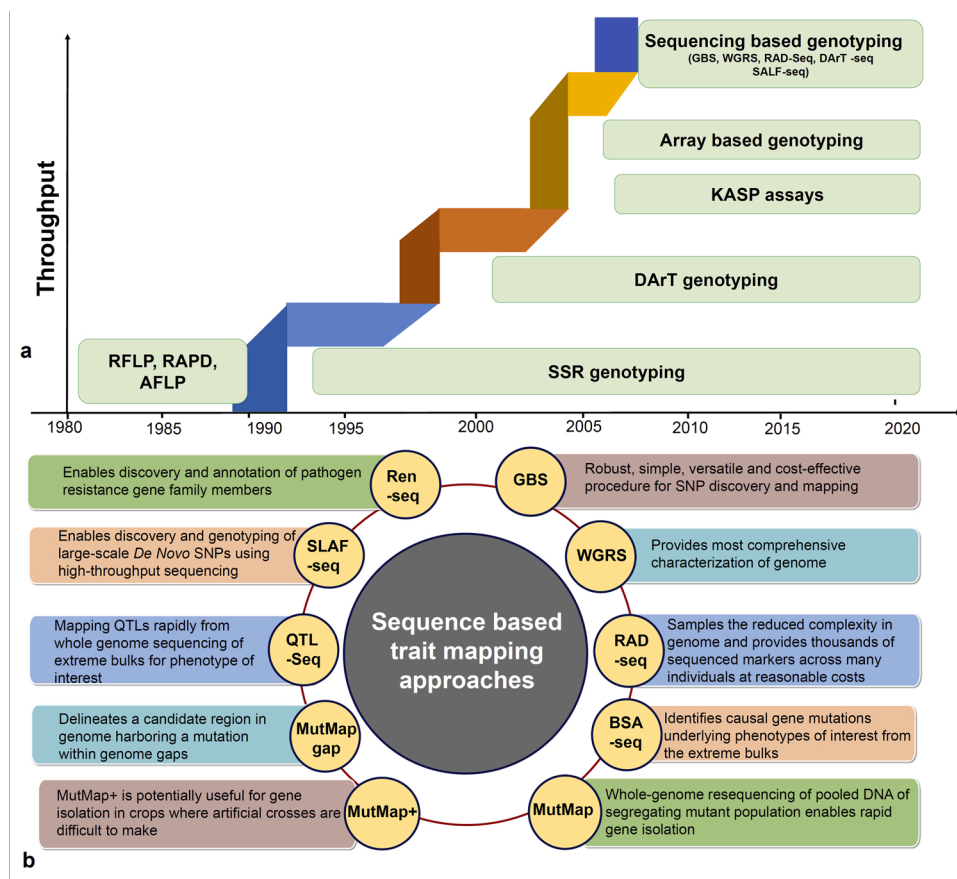 Throughput
Sequencing based genotyping
(GBS, WGRS, RAD-Seq, DArT -seq
SALF-seq)
Array based genotyping
KASP assays
DArT genotyping
SSR genotyping
RFLP, RAPD,
AFLP
a
1980
1985
1990
1995
2000
2005
2010
2015
2020
Enables discovery and annotation of pathogen
resistance gene family members
Ren
-seq
GBS
Robust, simple, versatile and cost-effective
procedure for SNP discovery and mapping
Enables discovery and genotyping of
large-scale De Novo SNPs using
high-throughput sequencing
SLAF
-seq
WGRS
Provides most comprehensive
characterization of genome
Sequence based
trait mapping
approaches
Mapping QTLs rapidly from
whole genome sequencing of
extreme bulks for phenotype of
interest
QTL
-Seq
RAD
-seq
Samples the reduced complexity in
genome and provides thousands of
sequenced markers across many
individuals at reasonable costs
Delineates a candidate region in
genome harboring a mutation
within genome gaps
MutMap
gap
BSA
-seq
Identifies causal gene mutations
underlying phenotypes of interest from
the extreme bulks
MutMap+ is potentially useful for gene
isolation in crops where artificial crosses are
difficult to make
MutMap+
MutMap
Whole-genome resequencing of pooled DNA of
segregating mutant population enables rapid
gene isolation
b